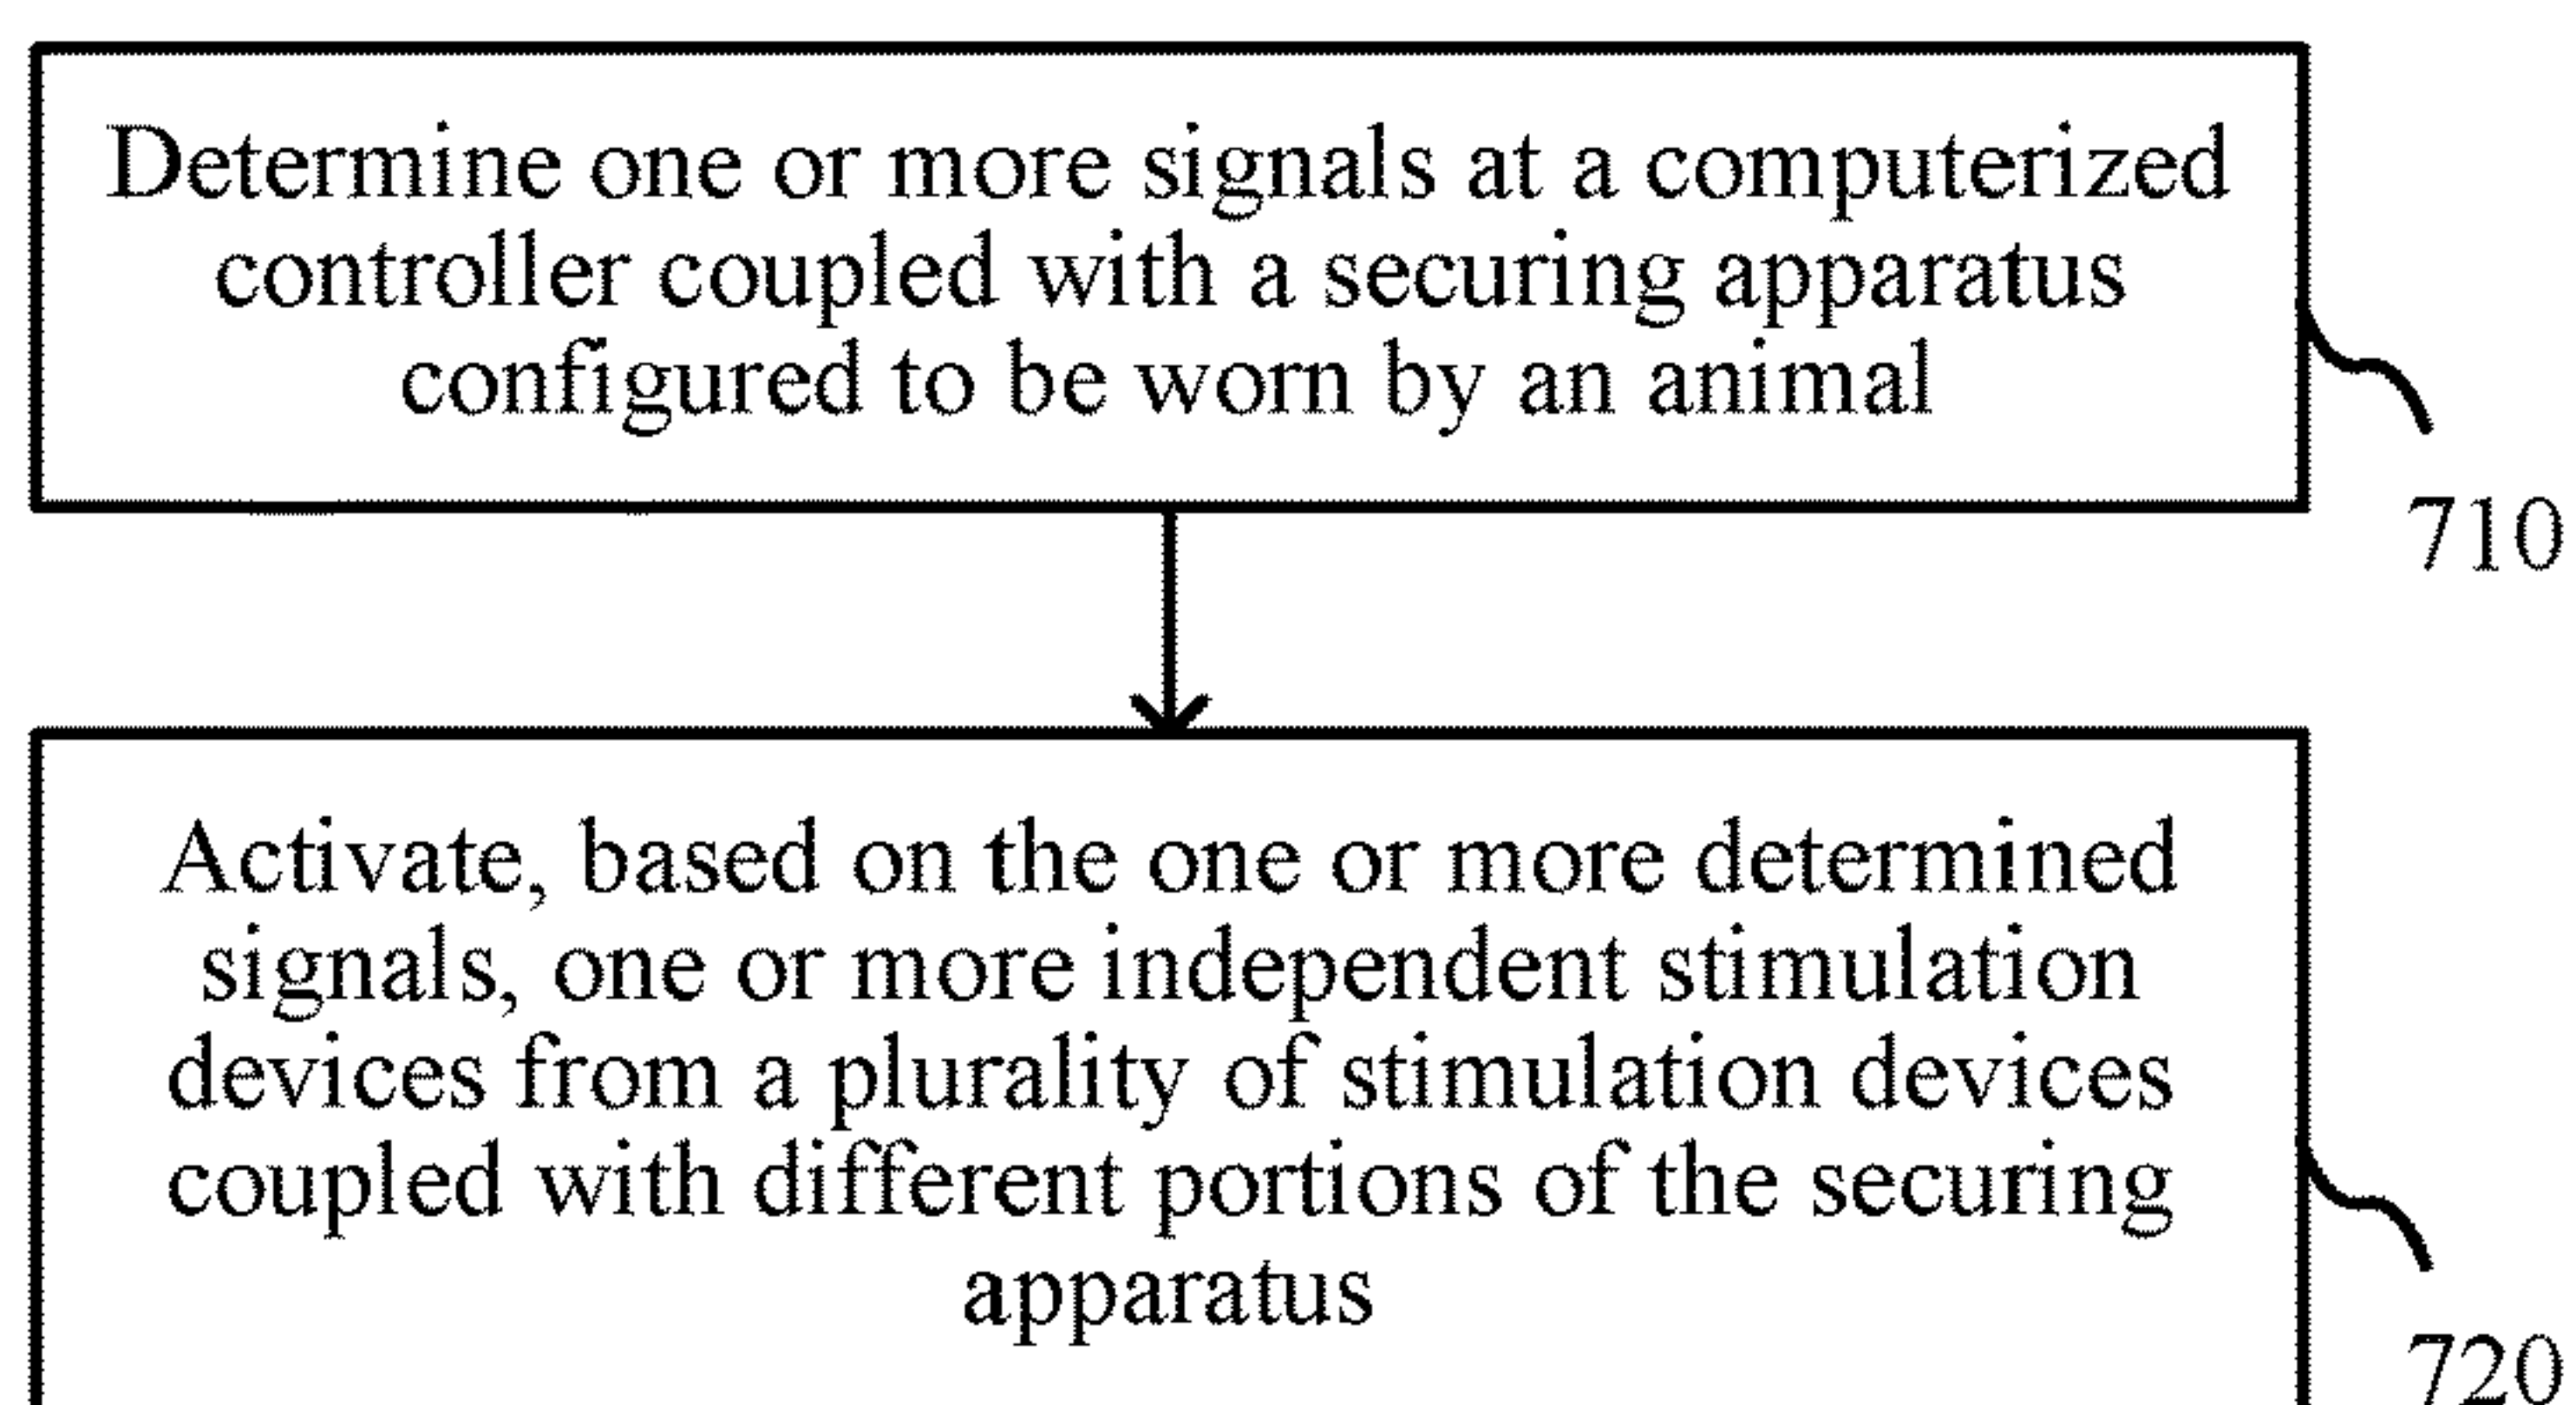 Determine one or more signals at a computerized
controller coupled with a securing apparatus
configured to be worn by an animal
710
Activate, based on the one or more determined
signals, one or more independent stimulation
devices from a plurality of stimulation devices
coupled with different portions of the securing
apparatus
720